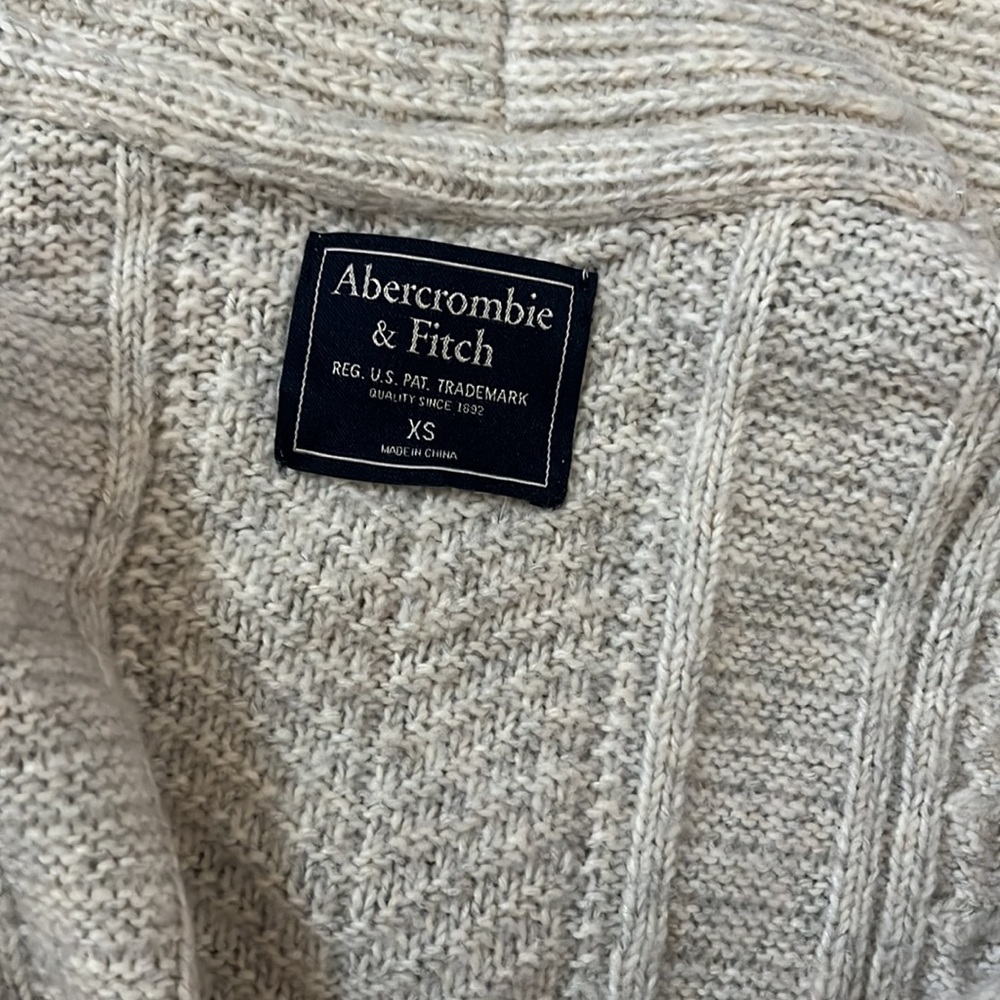 Abercrombie
& Fitch
REG. U.S. PAT. TRADEMARK
QUALITY SINCE 1892
XS
MADE IN CHINA